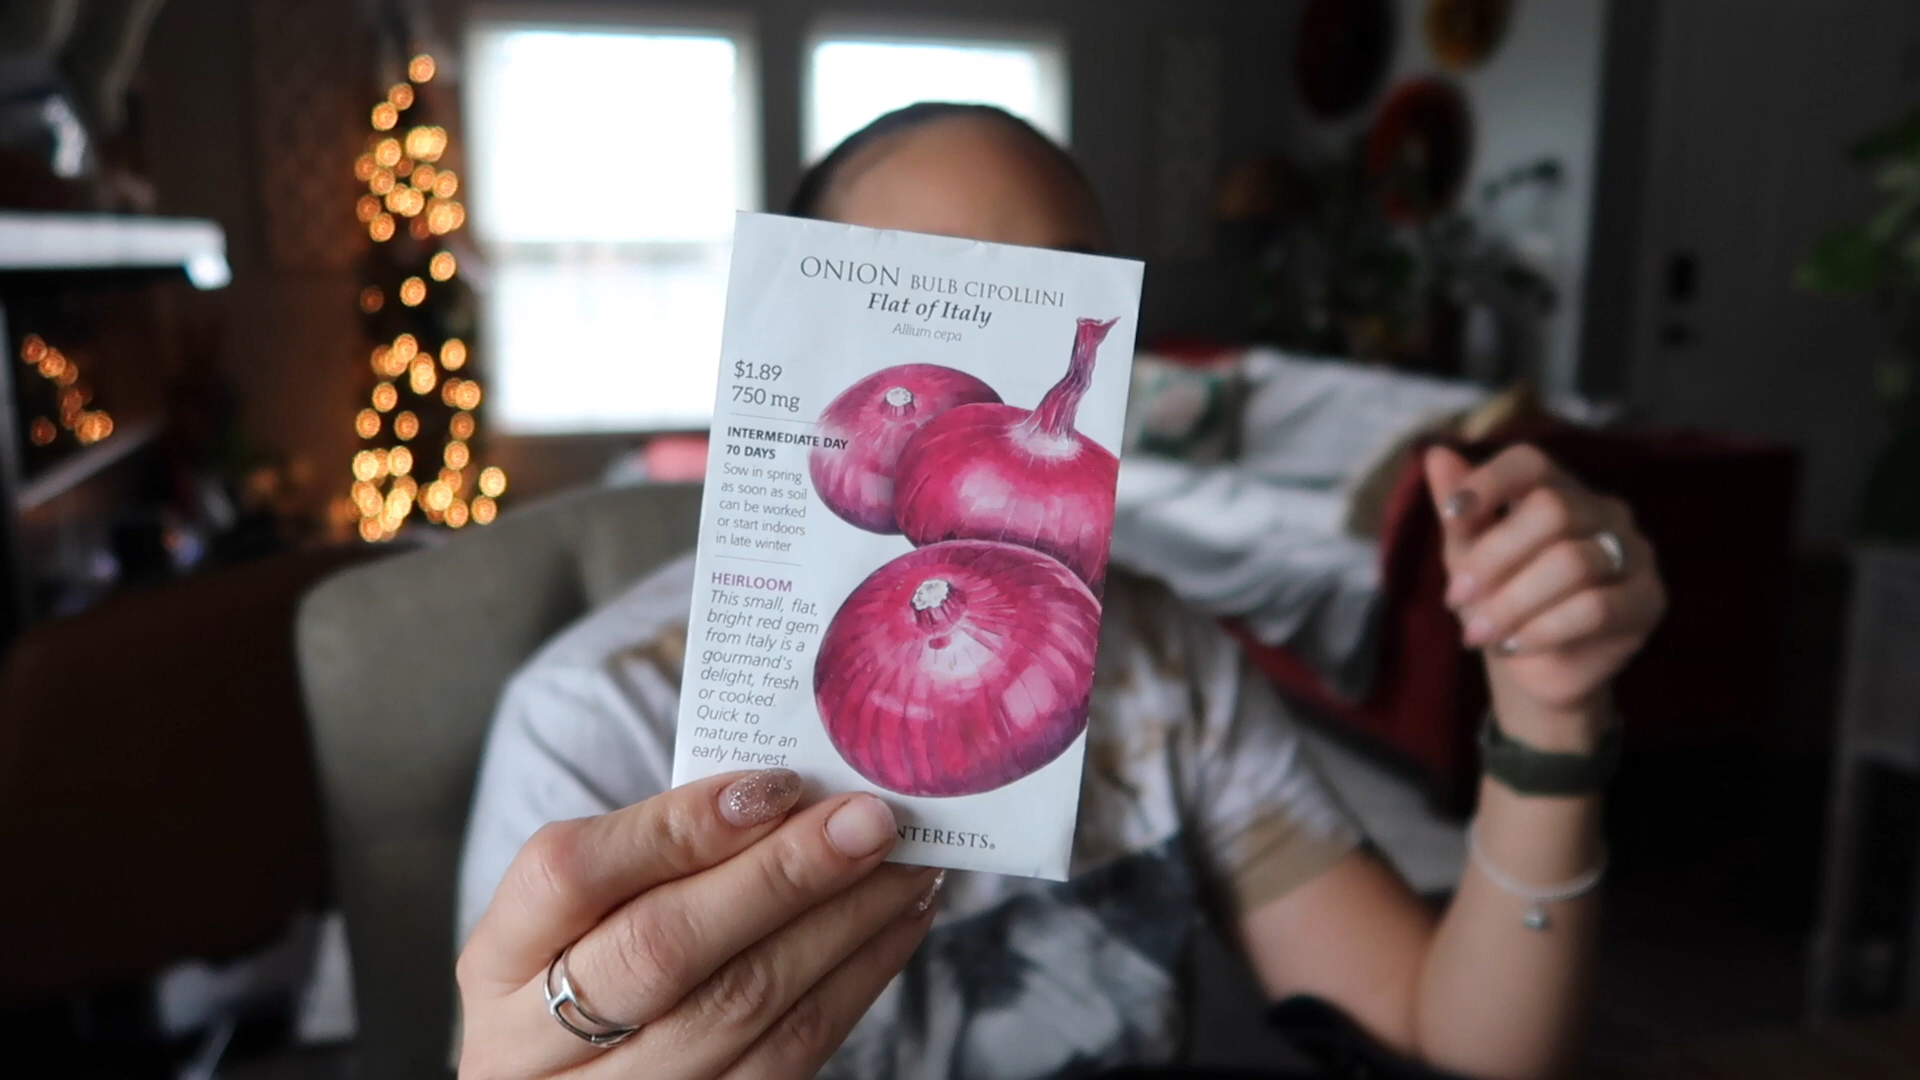 ONION BULB CIPOLLINI
Flat of Italy
Allium cepa
$1.89
750 mg
INTERMEDIATE DAY
70 DAYS
Sow in spring
as soon as soil
can be worked
or start indoors
in late winter
HEIRLOOM
This small, flat,
bright red gem
from Italy is a
gourmand's
delight, fresh
or cooked.
Quick to
mature for an
early harvest.
NTERESTS®